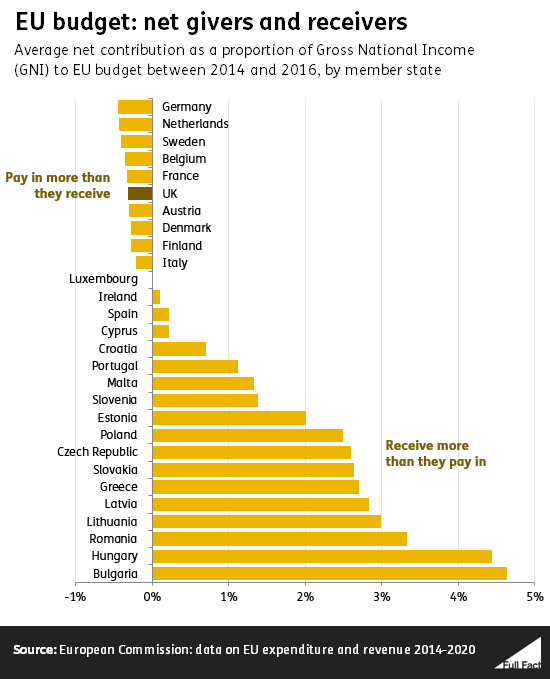 EU budget: net givers and receivers
Average net contribution as a proportion of Gross National Income
(GNI) to EU budget between 2014 and 2016, by member state
Germany
Netherlands
Sweden
Belgium
France
UK
Austria
Denmark
Finland
Italy
Pay in more than
they receive
Luxembourg
Ireland
Spain
Cyprus
Croatia
Portugal
Malta
Slovenia
Estonia
Poland
Czech Republic
Slovakia
Greece
Latvia
Lithuania
Romania
Hungary
Bulgaria
Receive more
than they pay in
-1% 0% 1% 2% 3% 4% 5%
Source: European Commission: data on EU expenditure and revenue 2014-2020
Full Fact